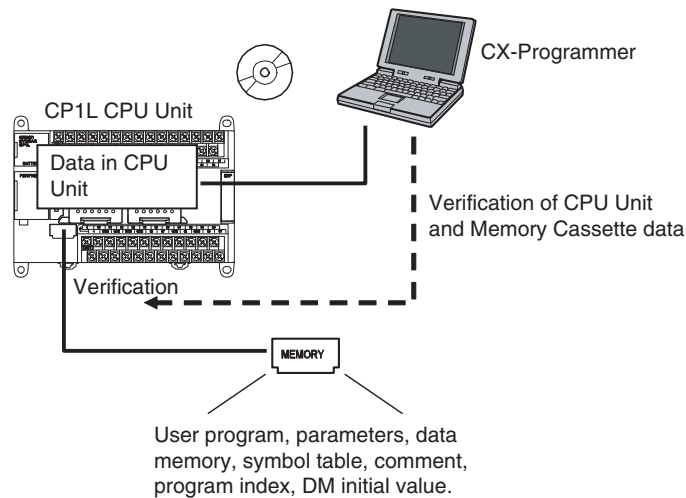 CX-Programmer
CP1L CPU Unit
Data in CPU
Unit
Verification of CPU Unit
and Memory Cassette data
Verification
MEMORY
User program, parameters, data
memory, symbol table, comment,
program index, DM initial value.